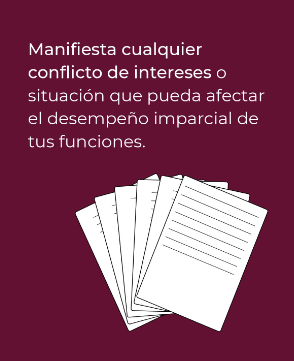 Manifiesta cualquier
conflicto de intereses o
situación que pueda afectar
el desempeño imparcial de
tus funciones.